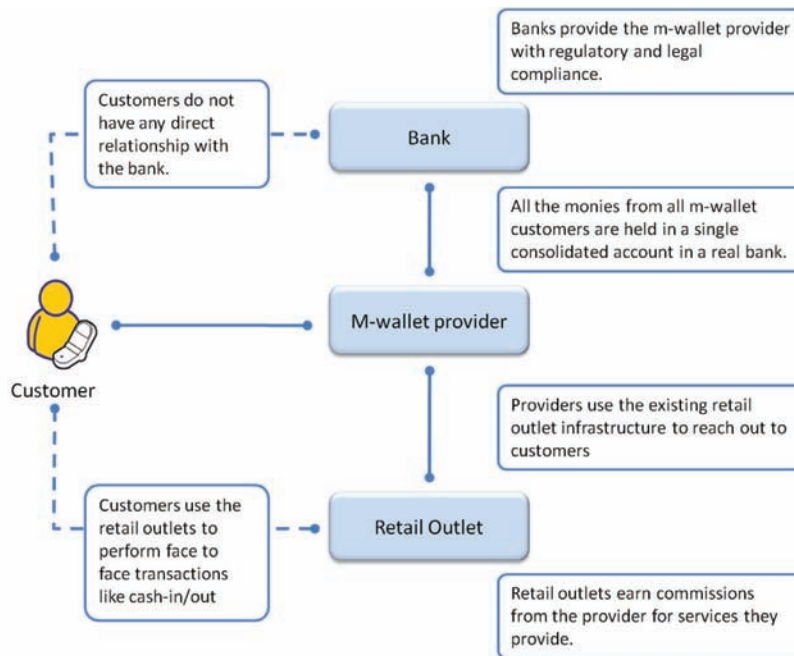 Banks provide the m-wallet provider
with regulatory and legal
compliance.
Customers do not
have any direct
relationship with
the bank.
Bank
All the monies from all m-wallet
customers are held in a single
consolidated account in a real bank.
M-wallet provider
Customer
Providers use the existing retail
outlet infrastructure to reach out to
customers
Customers use the
retail outlets to
perform face to
face transactions
like cash-in/out
Retail Outlet
Retail outlets earn commissions
from the provider for services they
provide.